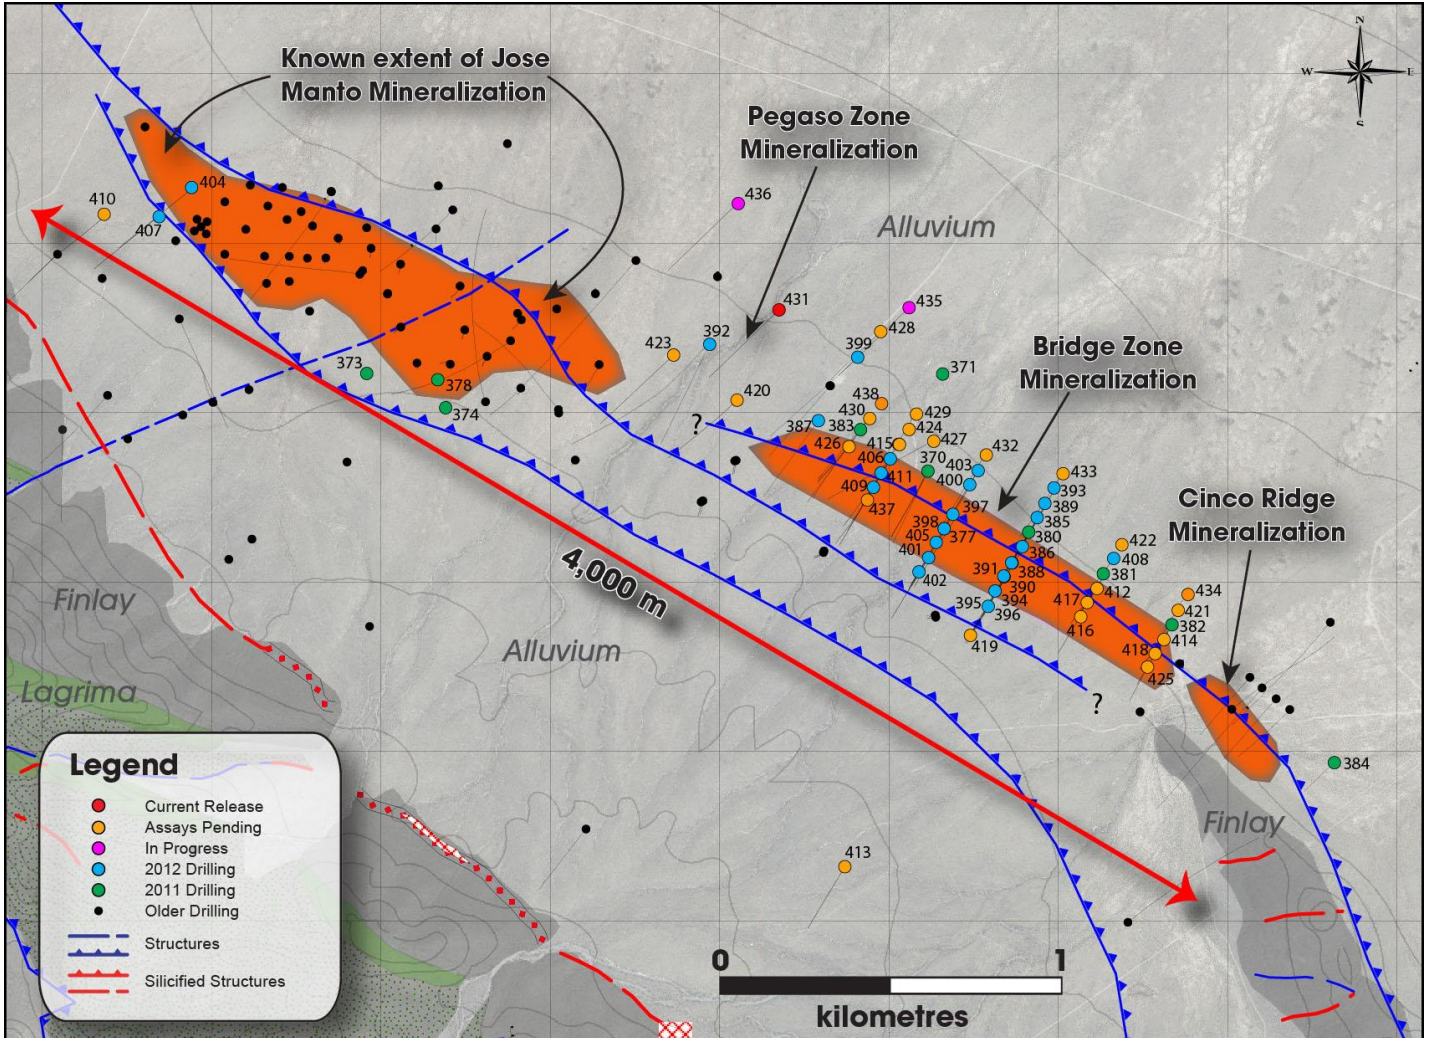 N
W
E
S
Known extent of Jose
Manto Mineralization
Pegaso Zone
Mineralization
Alluvium
Bridge Zone
Mineralization
Cinco Ridge
Mineralization
404
410
407
436
431
435
428
392
399
423
371
373
378
374
420
438
430
429
387
383
424
426
415
427
406
370
432
403
400
433
411
409
393
437
397
389
398
385
377
380
405
386
401
402
391
388
390
395
394
396
419
422
408
381
412
417
416
434
421
382
414
418
425
384
413
?
?
4,000 m
Finlay
Lagrima
Alluvium
Finlay
Legend
Current Release
Assays Pending
In Progress
2012 Drilling
2011 Drilling
Older Drilling
Structures
Silicified Structures
0
1
kilometres